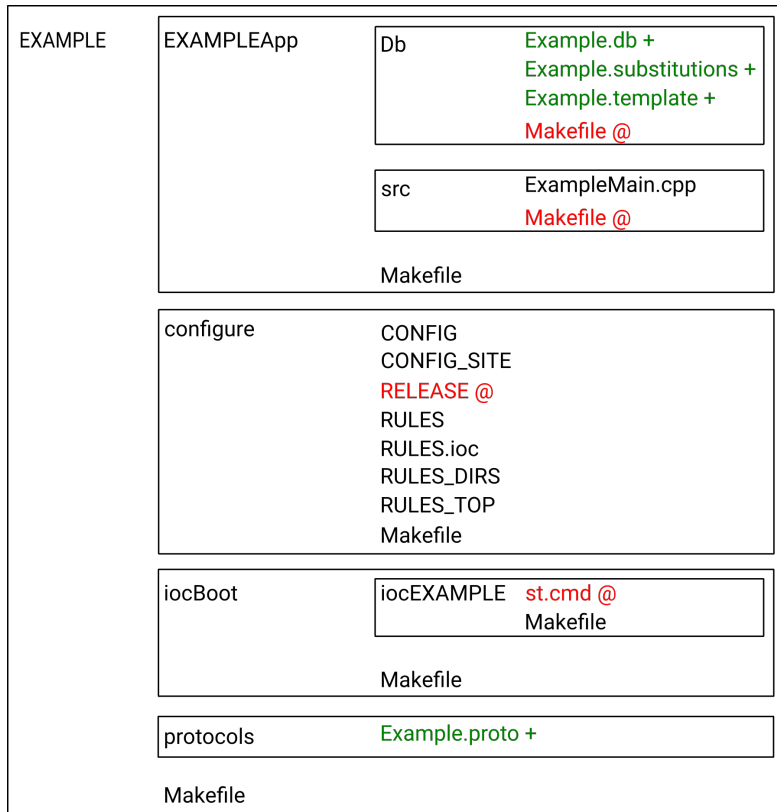 EXAMPLE EXAMPLEApp Db Example.db +
Example.substitutions +
Example.template +
Makefile @
src ExampleMain.cpp
Makefile @
Makefile
configure CONFIG
CONFIG_SITE
RELEASE @
RULES
RULES.ioc
RULES_DIRS
RULES_TOP
Makefile
iocBoot iocEXAMPLE st.cmd @
Makefile
Makefile
protocols Example.proto +
Makefile